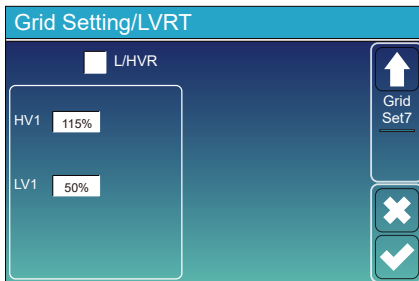 Grid Setting/LVRT
L/HVR
HV1 115%
LV1 50%
Grid
Set7